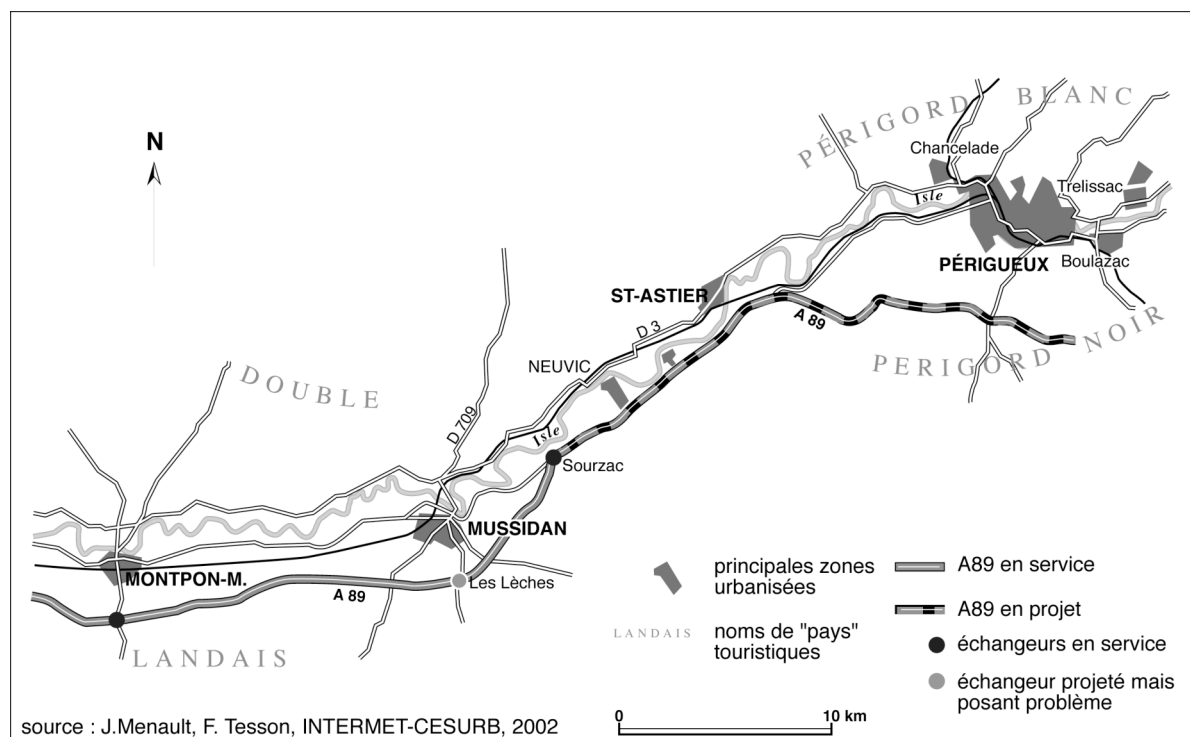 PÉRIGORD BLANC
Chancelade
N
Trelissac
Isle
PÉRIGUEUX
Boulazac
ST-ASTIER
A 89
D 3
PERIGORD NOIR
NEUVIC
DOUBLE
D 709
Isle
Sourzac
MUSSIDAN
MONTPON-M.
Les Lèches
A 89
LANDAIS
principales zones
urbanisées
LANDAIS
noms de "pays"
touristiques
A89 en service
A89 en projet
échangeurs en service
échangeur projeté mais
posant problème
0
10 km
source : J.Menault, F. Tesson, INTERMET-CESURB, 2002